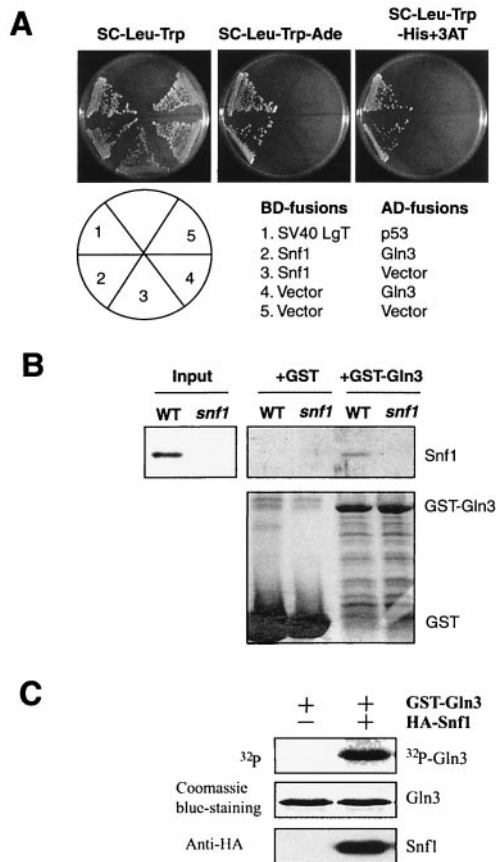 A
SC-Leu-Trp
SC-Leu-Trp-Ade
SC-Leu-Trp
-His+3AT
1
2
3
4
5
BD-fusions AD-fusions
1. SV40 LgT p53
2. Snf1 Gln3
3. Snf1 Vector
4. Vector Gln3
5. Vector Vector
B
Input +GST +GST-Gln3
WT snf1 WT snf1 WT snf1
Snf1
GST-Gln3
GST
C
+ + GST-Gln3
− + HA-Snf1
32P 32P-Gln3
Coomassie
bluc-staining Gln3
Anti-HA Snf1